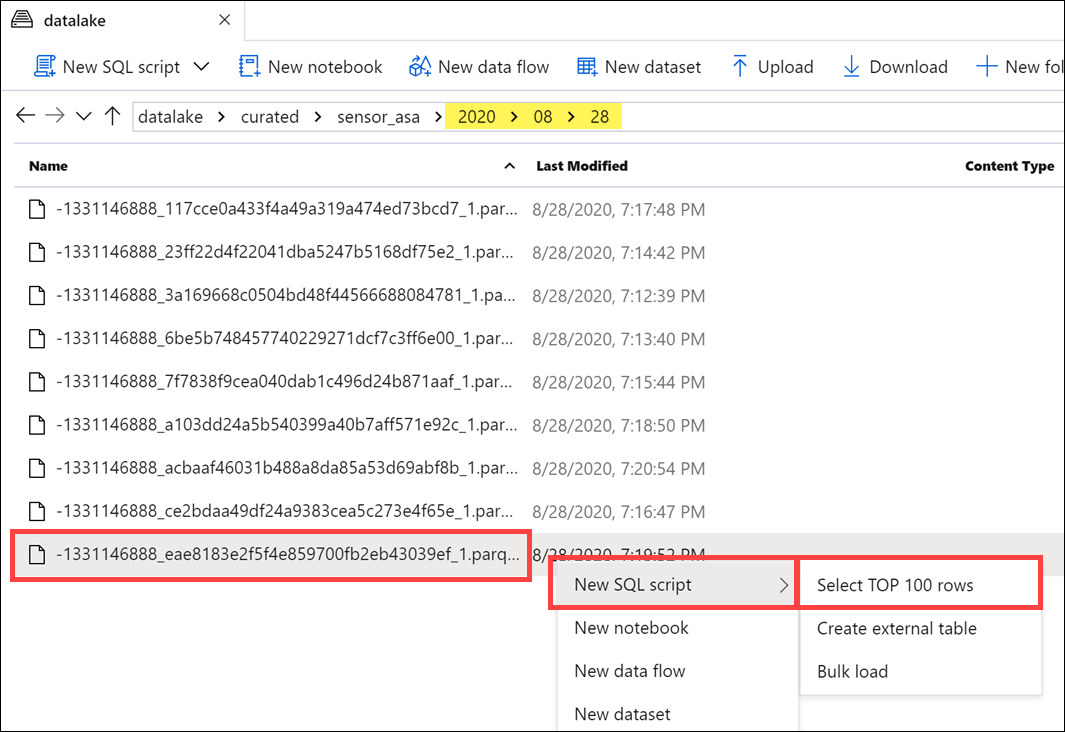 datalake
New SQL script New notebook New data flow New dataset Upload Download New fol
datalake > curated > sensor_asa > 2020 > 08 > 28
Name Last Modified Content Type
-1331146888_117cce0a433f4a49a319a474ed73bcd7_1.par... 8/28/2020, 7:17:48 PM
-1331146888_23ff22d4f22041dba5247b5168df75e2_1.par... 8/28/2020, 7:14:42 PM
-1331146888_3a169668c0504bd48f44566688084781_1.pa... 8/28/2020, 7:12:39 PM
-1331146888_6be5b748457740229271dcf7c3ff6e00_1.par... 8/28/2020, 7:13:40 PM
-1331146888_7f7838f9cea040dab1c496d24b871aaf_1.par... 8/28/2020, 7:15:44 PM
-1331146888_a103dd24a5b540399a40b7aff571e92c_1.par... 8/28/2020, 7:18:50 PM
-1331146888_acbaaf46031b488a8da85a53d69abf8b_1.par... 8/28/2020, 7:20:54 PM
-1331146888_ce2bdaa49df24a9383cea5c273e4f65e_1.par... 8/28/2020, 7:16:47 PM
-1331146888_eae8183e2f5f4e859700fb2eb43039ef_1.parq... 8/28/2020, 7:19:52 PM
New SQL script Select TOP 100 rows
New notebook Create external table
New data flow Bulk load
New dataset